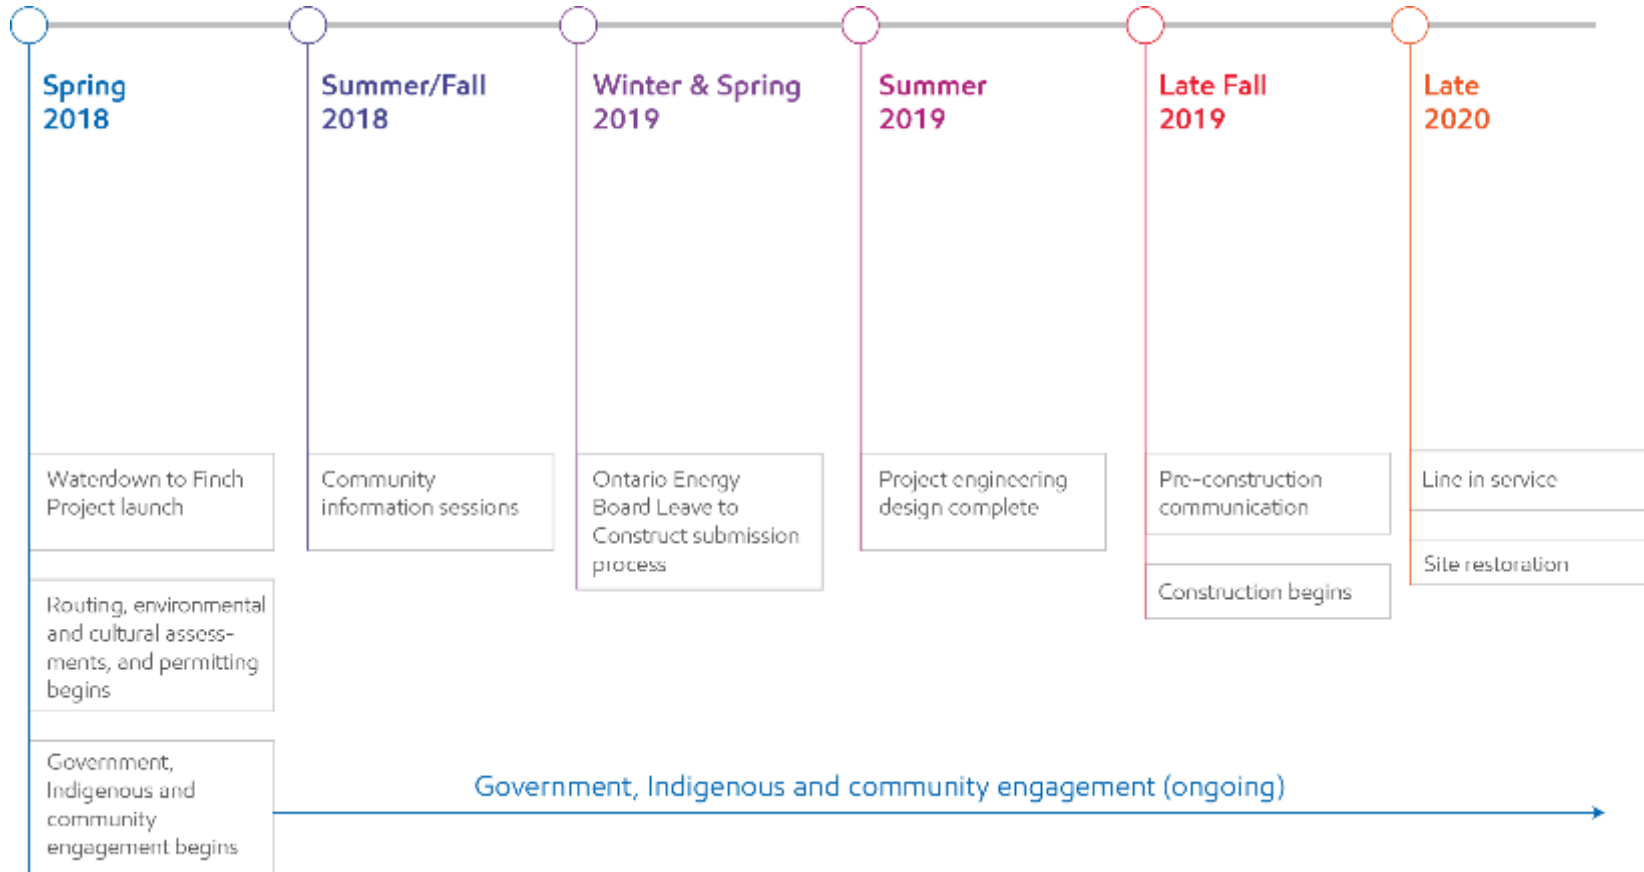 Spring
2018
Summer/Fall
2018
Winter & Spring
2019
Summer
2019
Late Fall
2019
Late
2020
Waterdown to Finch
Project launch
Routing, environmental
and cultural assess-
ments, and permitting
begins
Government,
Indigenous and
community
engagement begins
Community
information sessions
Ontario Energy
Board Leave to
Construct submission
process
Project engineering
design complete
Pre-construction
communication
Construction begins
Line in service
Site restoration
Government, Indigenous and community engagement (ongoing)